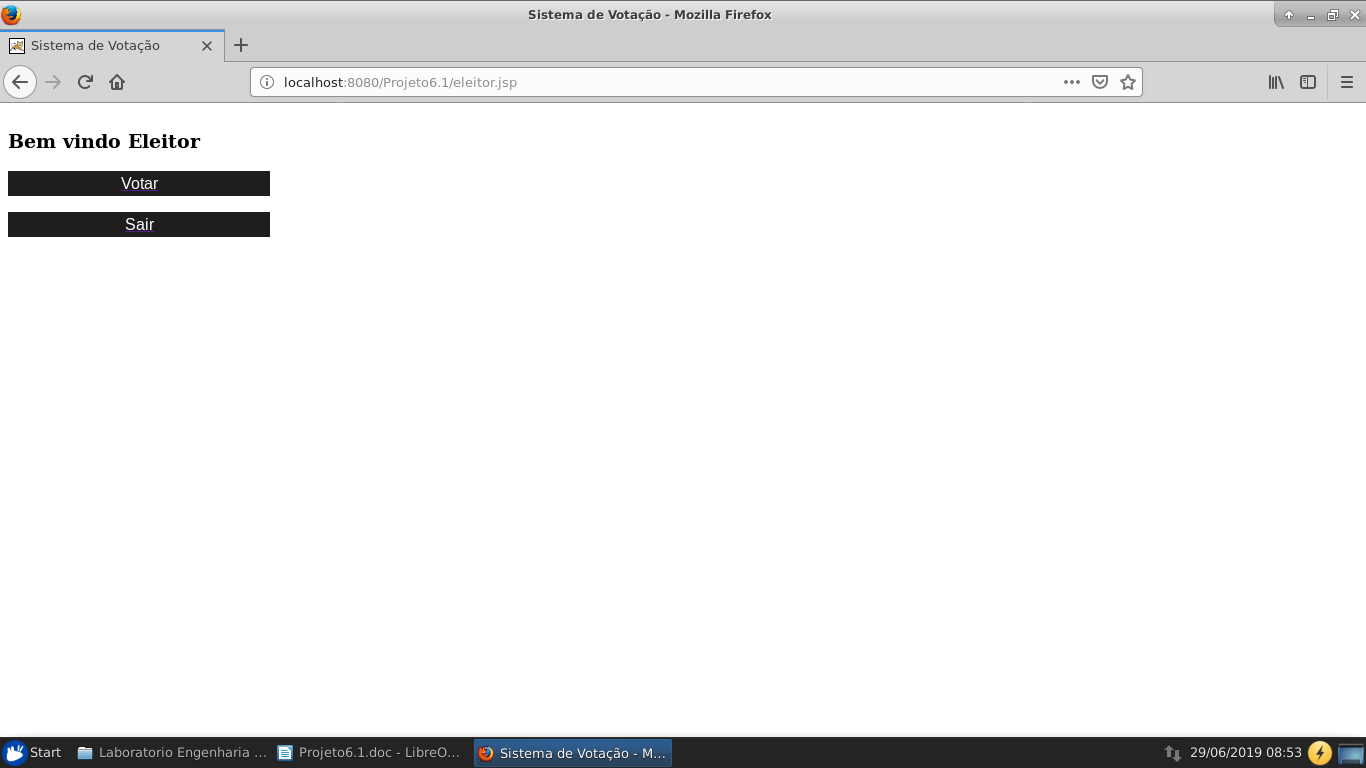 Sistema de Votação - Mozilla Firefox
Sistema de Votação
localhost:8080/Projeto6.1/eleitor.jsp
Bem vindo Eleitor
Votar
Sair
Start
Laboratorio Engenharia ...
Projeto6.1.doc - LibreO...
Sistema de Votação - M...
29/06/2019 08:53